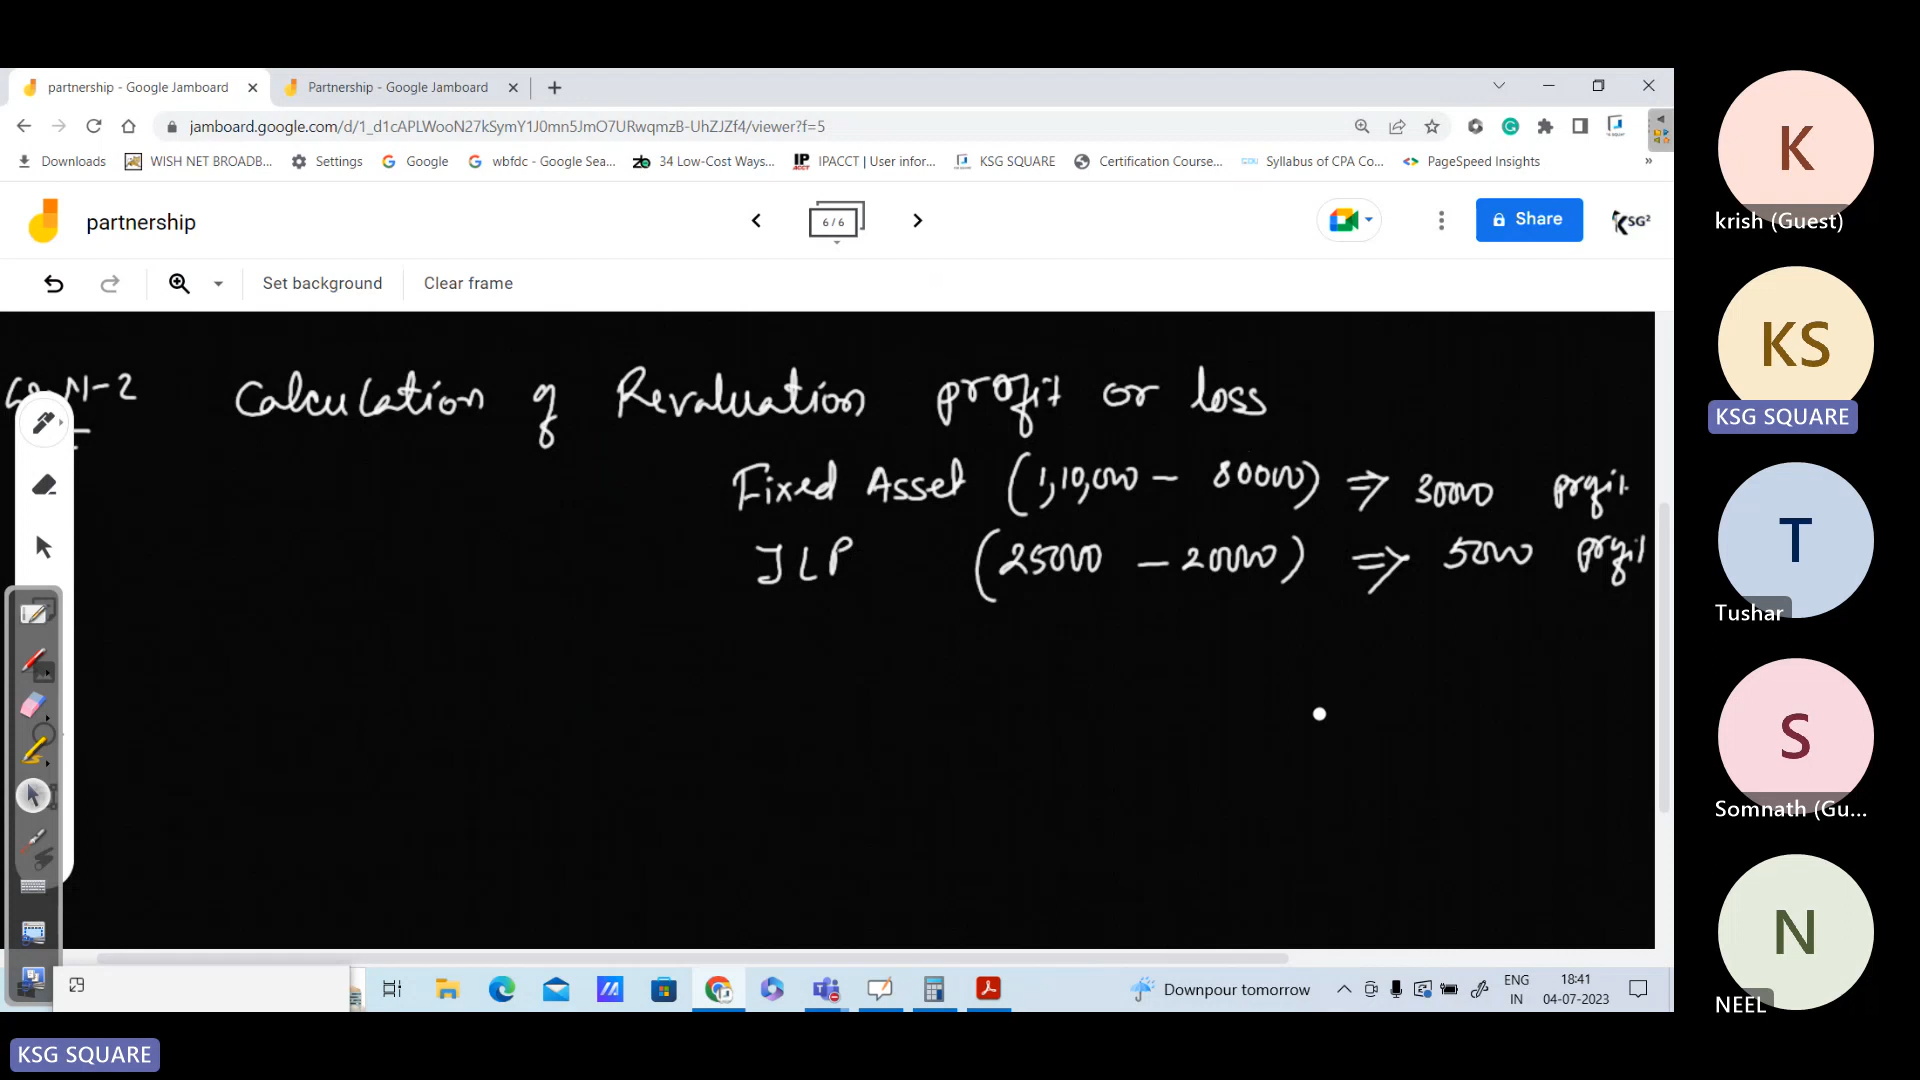 partnership - Google Jamboard
Partnership - Google Jamboard
jamboard.google.com/d/1_d1cAPLWooN27kSymY1J0mn5JmO7URwqmzB-UhZJZf4/viewer?f=5
Downloads WISH NET BROADB... Settings Google wbfdc - Google Sea... 34 Low-Cost Ways... IPACCT | User infor... KSG SQUARE Certification Course... Syllabus of CPA Co... PageSpeed Insights »
partnership
6 / 6
Share
KSG²
Set background Clear frame
N-2 Calculation of Revaluation profit or loss
Fixed Asset (1,10,000 - 80000) ⇒ 30000 profit
JLP (25000 - 20000) ⇒ 5000 profit
Downpour tomorrow
ENG
IN
18:41
04-07-2023
K
krish (Guest)
KS
KSG SQUARE
T
Tushar
S
Somnath (Gu...
N
NEEL
KSG SQUARE